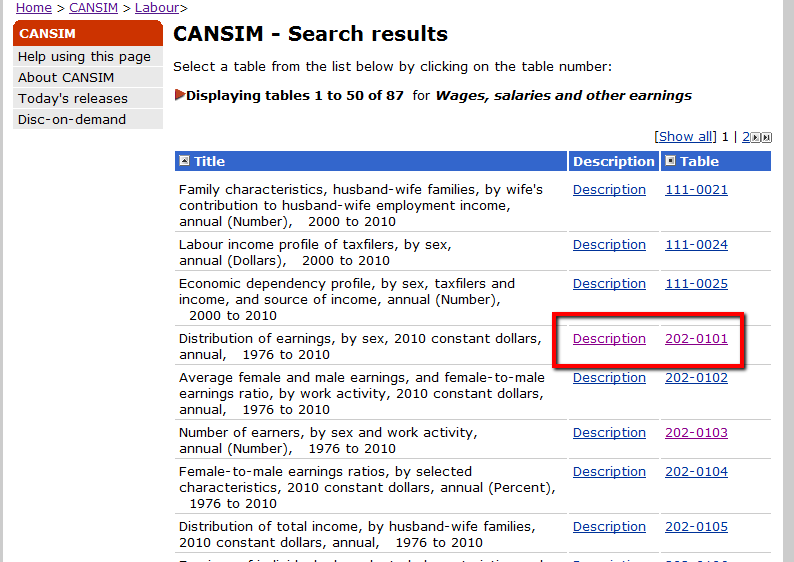 Home > CANSIM > Labour>
CANSIM
Help using this page
About CANSIM
Today's releases
Disc-on-demand
CANSIM - Search results
Select a table from the list below by clicking on the table number:
Displaying tables 1 to 50 of 87 for Wages, salaries and other earnings
[Show all] 1 | 2
Title Description Table
Family characteristics, husband-wife families, by wife's Description 111-0021
contribution to husband-wife employment income,
annual (Number), 2000 to 2010
Labour income profile of taxfilers, by sex, Description 111-0024
annual (Dollars), 2000 to 2010
Economic dependency profile, by sex, taxfilers and Description 111-0025
income, and source of income, annual (Number),
2000 to 2010
Distribution of earnings, by sex, 2010 constant dollars, Description 202-0101
annual, 1976 to 2010
Average female and male earnings, and female-to-male Description 202-0102
earnings ratio, by work activity, 2010 constant dollars,
annual, 1976 to 2010
Number of earners, by sex and work activity, Description 202-0103
annual (Number), 1976 to 2010
Female-to-male earnings ratios, by selected Description 202-0104
characteristics, 2010 constant dollars, annual (Percent),
1976 to 2010
Distribution of total income, by husband-wife families, Description 202-0105
2010 constant dollars, annual, 1976 to 2010